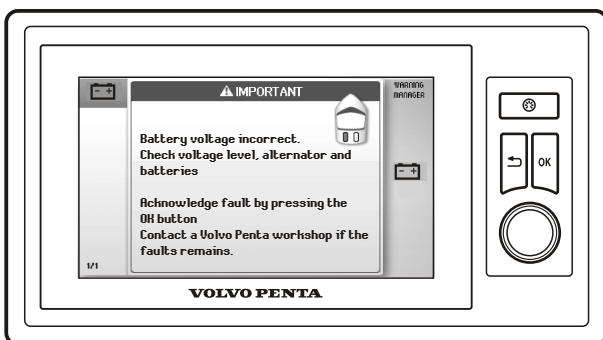 IMPORTANT
WARNING
MANAGER
Battery voltage incorrect.
Check voltage level, alternator and
batteries
Acknowledge fault by pressing the
OK button
Contact a Volvo Penta workshop if the
faults remains.
1/1
OK
VOLVO PENTA